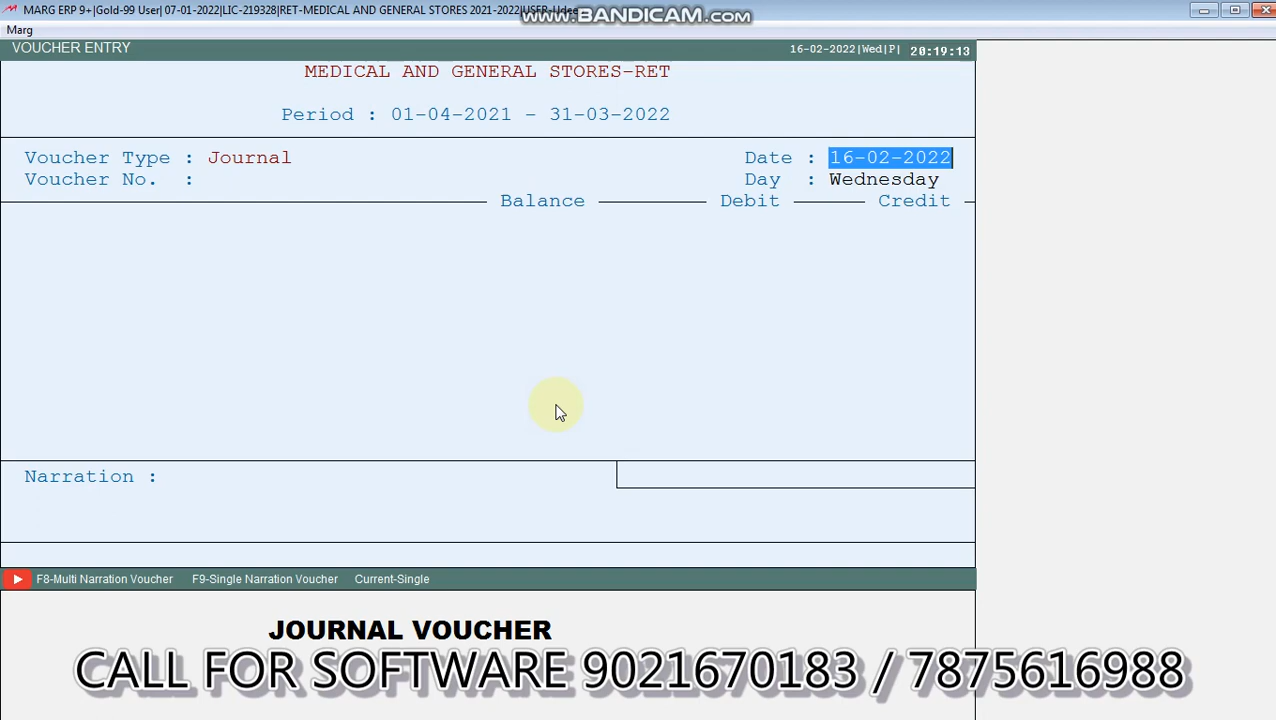 MARG ERP 9+|Gold-99 User| 07-01-2022|LIC-219328|RET-MEDICAL AND GENERAL STORES 2021-2022|USER-Udee
www.BANDICAM.com
Marg
VOUCHER ENTRY 16-02-2022|Wed|P| 20:19:13
MEDICAL AND GENERAL STORES-RET
Period : 01-04-2021 - 31-03-2022
Voucher Type : Journal Date : 16-02-2022
Voucher No. : Day : Wednesday
Balance Debit Credit
Narration :
F8-Multi Narration Voucher F9-Single Narration Voucher Current-Single
JOURNAL VOUCHER
CALL FOR SOFTWARE 9021670183 / 7875616988